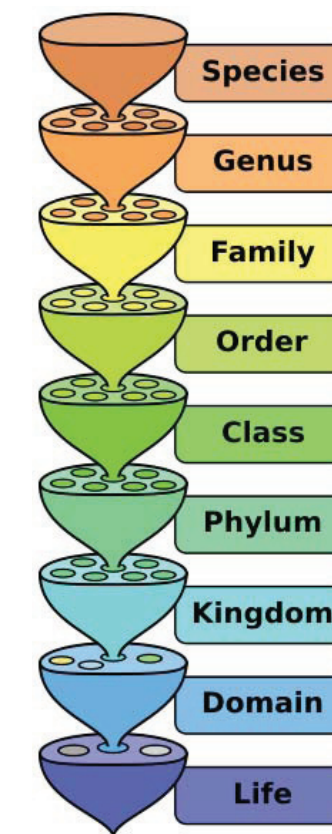 Species
Genus
Family
Order
Class
Phylum
Kingdom
Domain
Life